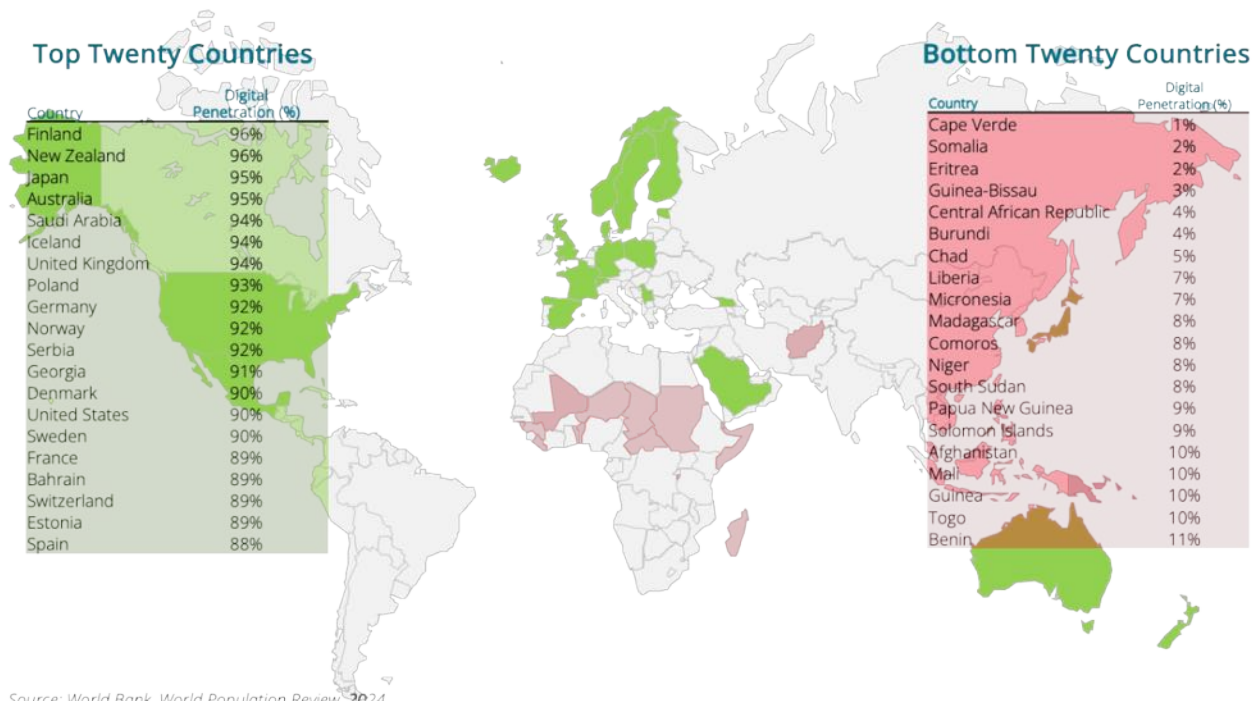 Top Twenty Countries
Country Digital Penetration (%)
Finland 96%
New Zealand 96%
Japan 95%
Australia 95%
Saudi Arabia 94%
Iceland 94%
United Kingdom 94%
Poland 93%
Germany 92%
Norway 92%
Serbia 92%
Georgia 91%
Denmark 90%
United States 90%
Sweden 90%
France 89%
Bahrain 89%
Switzerland 89%
Estonia 89%
Spain 88%
Bottom Twenty Countries
Country Digital Penetration (%)
Cape Verde 1%
Somalia 2%
Eritrea 2%
Guinea-Bissau 3%
Central African Republic 4%
Burundi 4%
Chad 5%
Liberia 7%
Micronesia 7%
Madagascar 8%
Comoros 8%
Niger 8%
South Sudan 8%
Papua New Guinea 9%
Solomon Islands 9%
Afghanistan 10%
Mali 10%
Guinea 10%
Togo 10%
Benin 11%
Source: World Bank, World Population Review, 2024